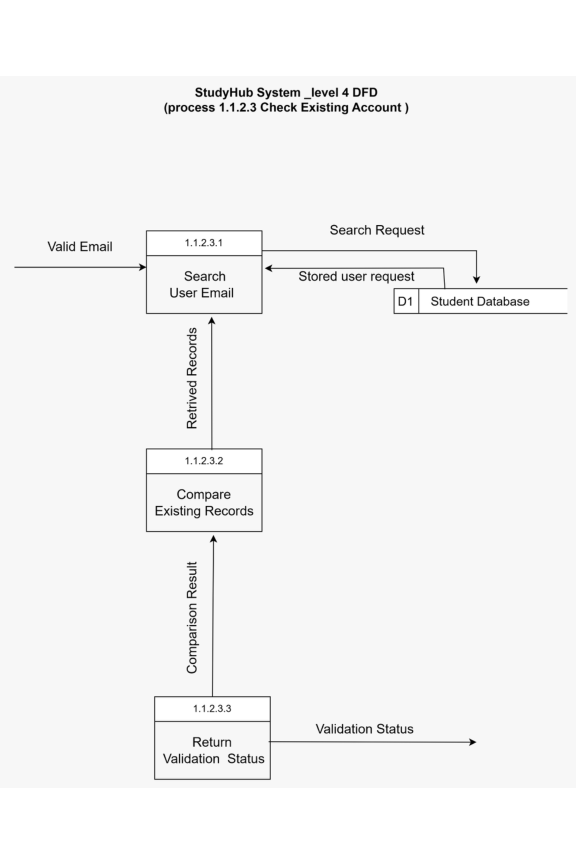 StudyHub System _level 4 DFD
(process 1.1.2.3 Check Existing Account )
Valid Email
1.1.2.3.1
Search
User Email
Search Request
Stored user request
D1 Student Database
Retrived Records
1.1.2.3.2
Compare
Existing Records
Comparison Result
1.1.2.3.3
Return
Validation Status
Validation Status